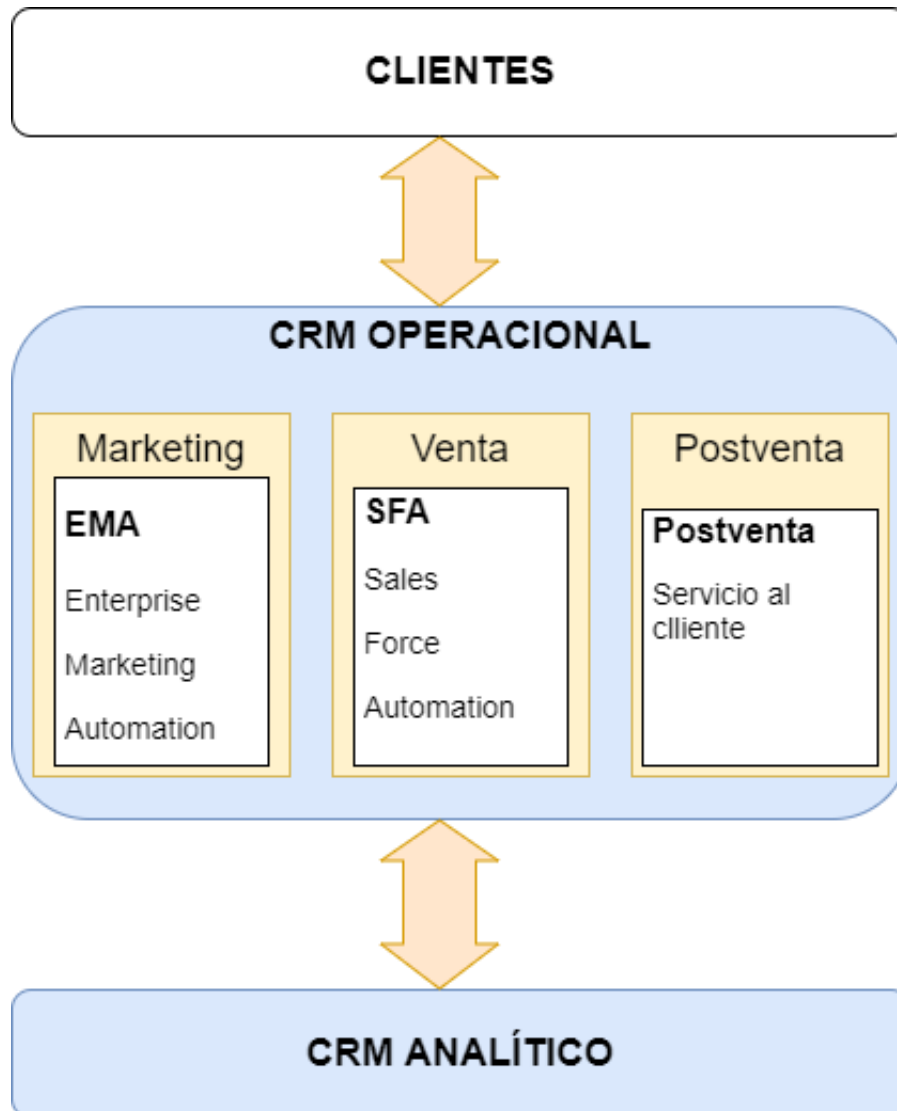 CLIENTES
CRM OPERACIONAL
Marketing
EMA
Enterprise
Marketing
Automation
Venta
SFA
Sales
Force
Automation
Postventa
Postventa
Servicio al
clliente
CRM ANALÍTICO